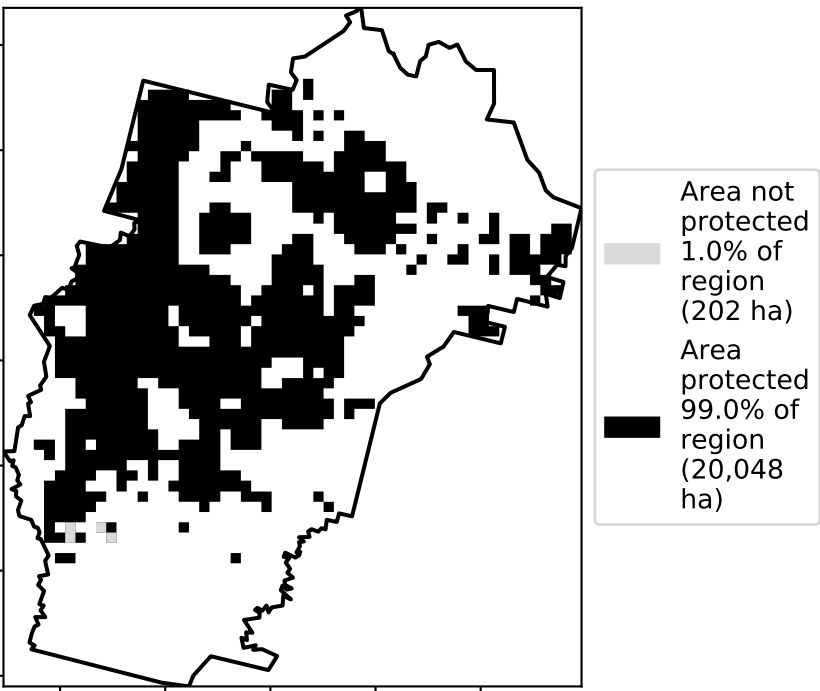 Area not
protected
1.0% of
region
(202 ha)
Area
protected
99.0% of
region
(20,048
ha)